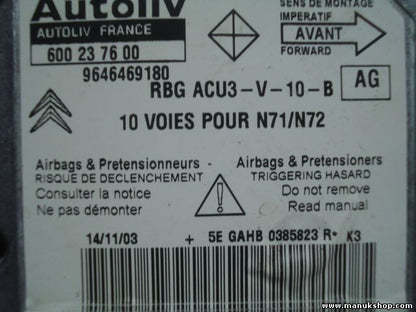 Autoliv
AUTOLIV FRANCE
600 23 76 00
9646469180
SENS DE MONTAGE
IMPERATIF
AVANT
FORWARD
RBG ACU3-V-10-B
AG
10 VOIES POUR N71/N72
Airbags & Pretensionneurs
RISQUE DE DECLENCHEMENT
Consulter la notice
Ne pas démonter
Airbags & Pretensioners
TRIGGERING HASARD
Do not remove
Read manual
14/11/03 + 5E GAHB 0385823 R* K3
www.manukshop.com